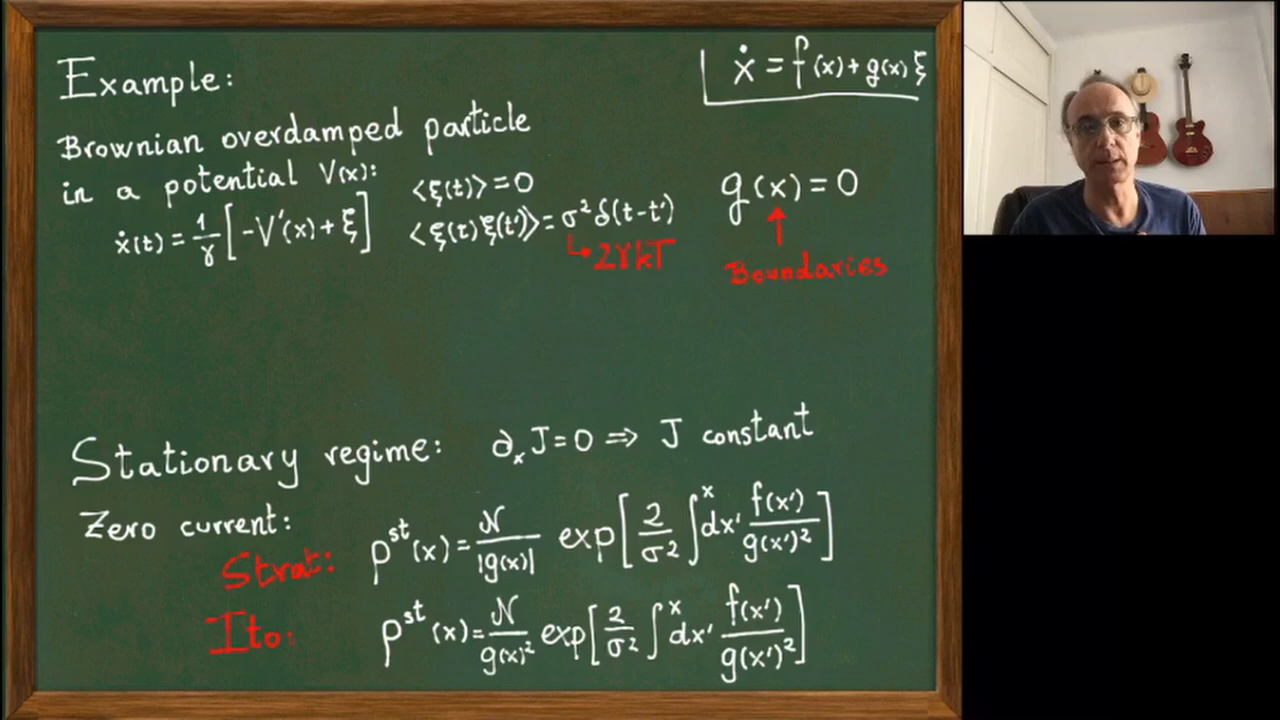 Example:
ẋ = f(x) + g(x) ξ
Brownian overdamped particle
in a potential V(x):
ẋ(t) = 1/γ [-V'(x) + ξ]
⟨ξ(t)⟩ = 0
⟨ξ(t) ξ(t')⟩ = σ² δ(t-t')
↳ 2γkT
g(x) = 0
↑
Boundaries
Stationary regime: ∂ₓJ = 0 ⇒ J constant
Zero current:
Strat: ρˢᵗ(x) = 𝒩/|g(x)| exp[2/σ² ∫ˣ dx' f(x')/g(x')²]
Ito: ρˢᵗ(x) = 𝒩/g(x)² exp[2/σ² ∫ˣ dx' f(x')/g(x')²]